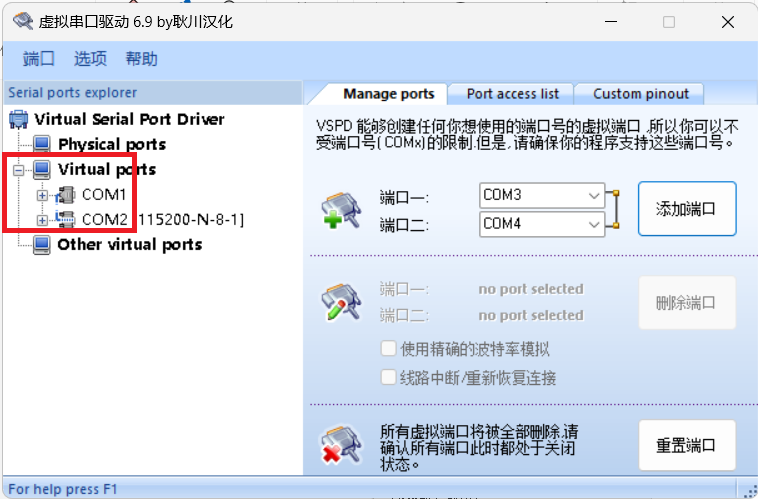 虚拟串口驱动 6.9 by耿川汉化
端口 选项 帮助
Serial ports explorer
Virtual Serial Port Driver
Physical ports
Virtual ports
COM1
COM2 115200-N-8-1]
Other virtual ports
Manage ports Port access list Custom pinout
VSPD 能够创建任何你想使用的端口号的虚拟端口 ,所以你可以不
受端口号( COMx)的限制.但是, 请确保你的程序支持这些端口号。
端口一: COM3
端口二: COM4
添加端口
端口一: no port selected
端口二: no port selected
删除端口
使用精确的波特率模拟
线路中断/重新恢复连接
所有虚拟端口将被全部删除,请
确认所有端口此时都处于关闭
状态。
重置端口
For help press F1